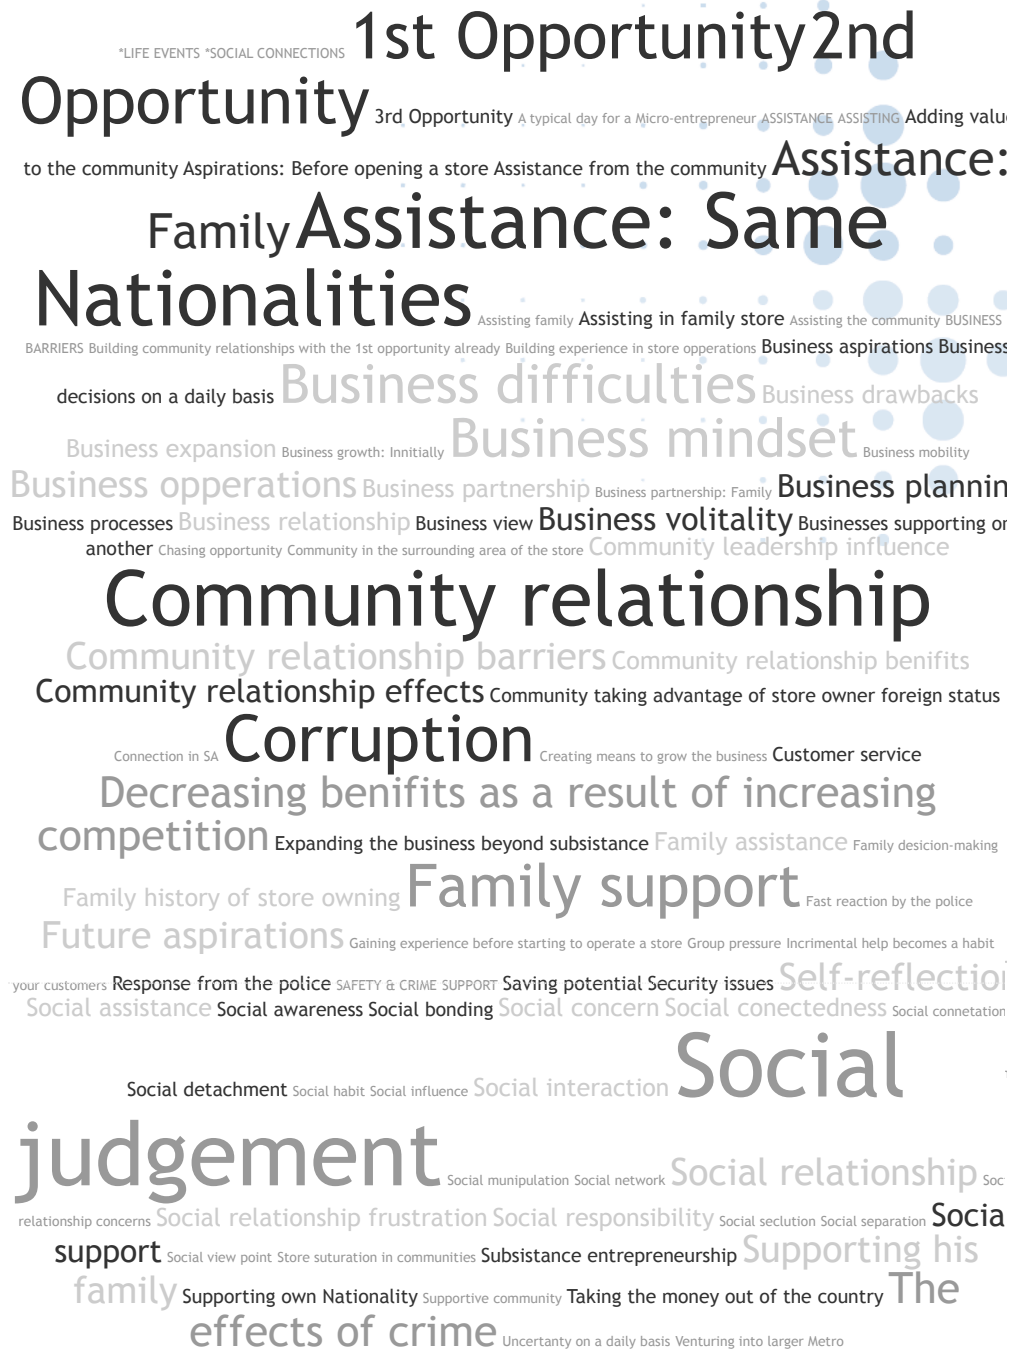 *LIFE EVENTS *SOCIAL CONNECTIONS 1st Opportunity 2nd
Opportunity 3rd Opportunity A typical day for a Micro-entrepreneur ASSISTANCE ASSISTING Adding valu
to the community Aspirations: Before opening a store Assistance from the community Assistance:
Family Assistance: Same
Nationalities Assisting family Assisting in family store Assisting the community BUSINESS
BARRIERS Building community relationships with the 1st opportunity already Building experience in store opperations Business aspirations Business
decisions on a daily basis Business difficulties Business drawbacks
Business expansion Business growth: Innitially Business mindset Business mobility
Business opperations Business partnership Business partnership: Family Business plannin
Business processes Business relationship Business view Business volitality Businesses supporting on
another Chasing opportunity Community in the surrounding area of the store Community leadership influence
Community relationship
Community relationship barriers Community relationship benifits
Community relationship effects Community taking advantage of store owner foreign status
Connection in SA Corruption Creating means to grow the business Customer service
Decreasing benifits as a result of increasing
competition Expanding the business beyond subsistance Family assistance Family desicion-making
Family history of store owning Family support Fast reaction by the police
Future aspirations Gaining experience before starting to operate a store Group pressure Incrimental help becomes a habit
your customers Response from the police SAFETY & CRIME SUPPORT Saving potential Security issues Self-reflection
Social assistance Social awareness Social bonding Social concern Social conectedness Social connetation
Social detachment Social habit Social influence Social interaction Social
judgement Social munipulation Social network Social relationship Soc
relationship concerns Social relationship frustration Social responsibility Social seclution Social separation Socia
support Social view point Store suturation in communities Subsistance entrepreneurship Supporting his
family Supporting own Nationality Supportive community Taking the money out of the country The
effects of crime Uncertanty on a daily basis Venturing into larger Metro